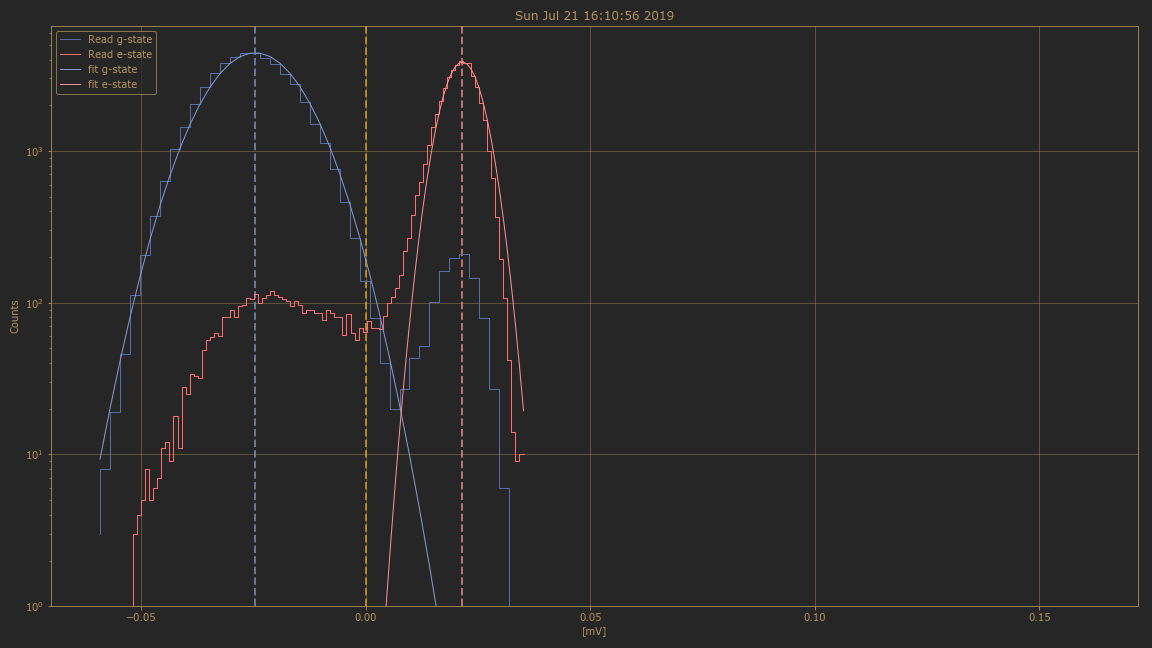 Sun Jul 21 16:10:56 2019
Read g-state
Read e-state
fit g-state
fit e-state
Counts
10³
10²
10¹
10⁰
−0.05 0.00 0.05 0.10 0.15
[mV]